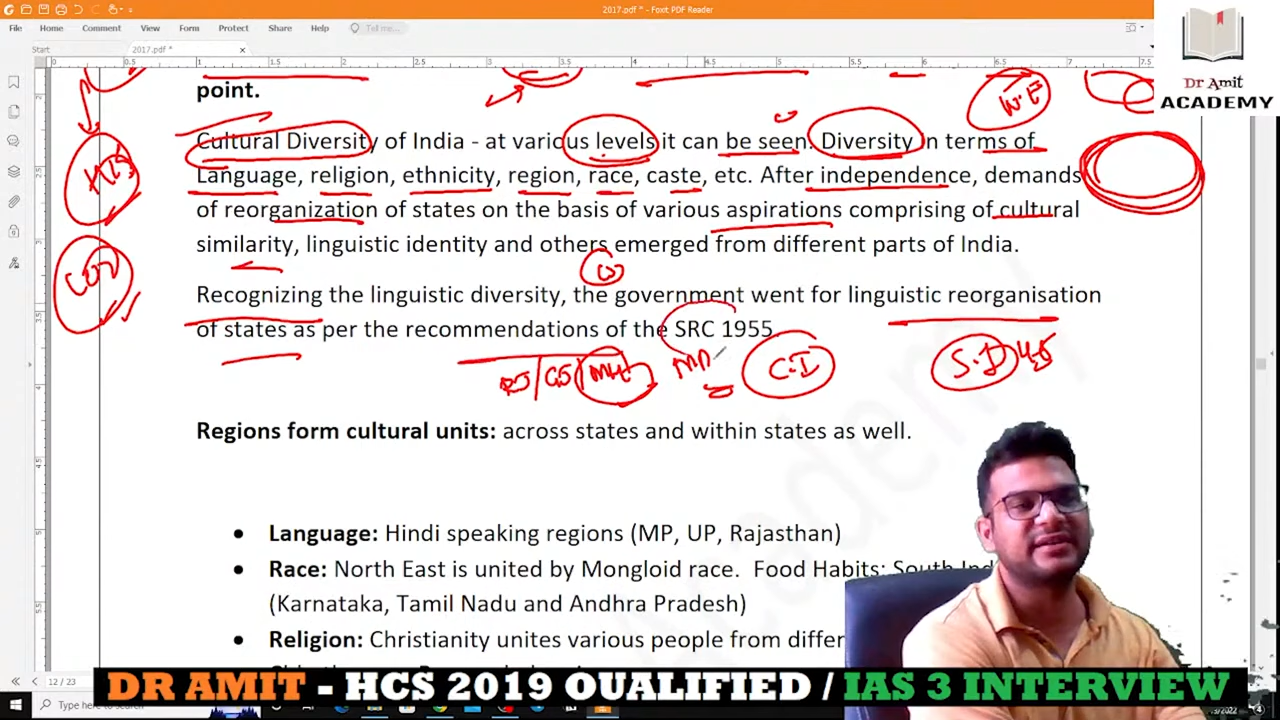 2017.pdf * - Foxit PDF Reader
File Home Comment View Form Protect Share Help Tell me...
Start 2017.pdf *
Dr Amit
ACADEMY
point.
W.E
Cultural Diversity of India - at various levels it can be seen. Diversity in terms of
Language, religion, ethnicity, region, race, caste, etc. After independence, demands
of reorganization of states on the basis of various aspirations comprising of cultural
similarity, linguistic identity and others emerged from different parts of India.
Recognizing the linguistic diversity, the government went for linguistic reorganisation
of states as per the recommendations of the SRC 1955.
C.I
S.I
Regions form cultural units: across states and within states as well.
● Language: Hindi speaking regions (MP, UP, Rajasthan)
● Race: North East is united by Mongloid race. Food Habits: South Ind
(Karnataka, Tamil Nadu and Andhra Pradesh)
● Religion: Christianity unites various people from differ
12 / 23
DR AMIT - HCS 2019 QUALIFIED / IAS 3 INTERVIEW
Type here to search